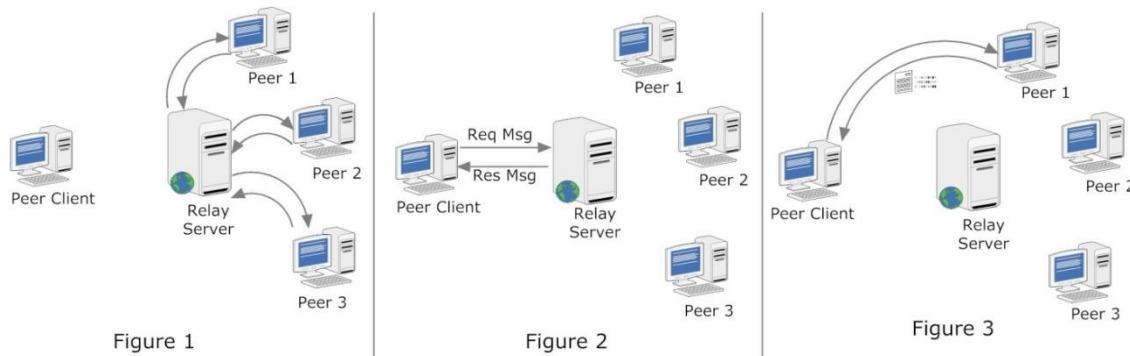 Peer 1
Peer 2
Peer 3
Peer Client
Relay
Server
Figure 1
Peer 1
Req Msg
Res Msg
Peer 2
Peer Client
Relay
Server
Peer 3
Figure 2
Peer 1
Peer 2
Peer Client
Relay
Server
Peer 3
Figure 3